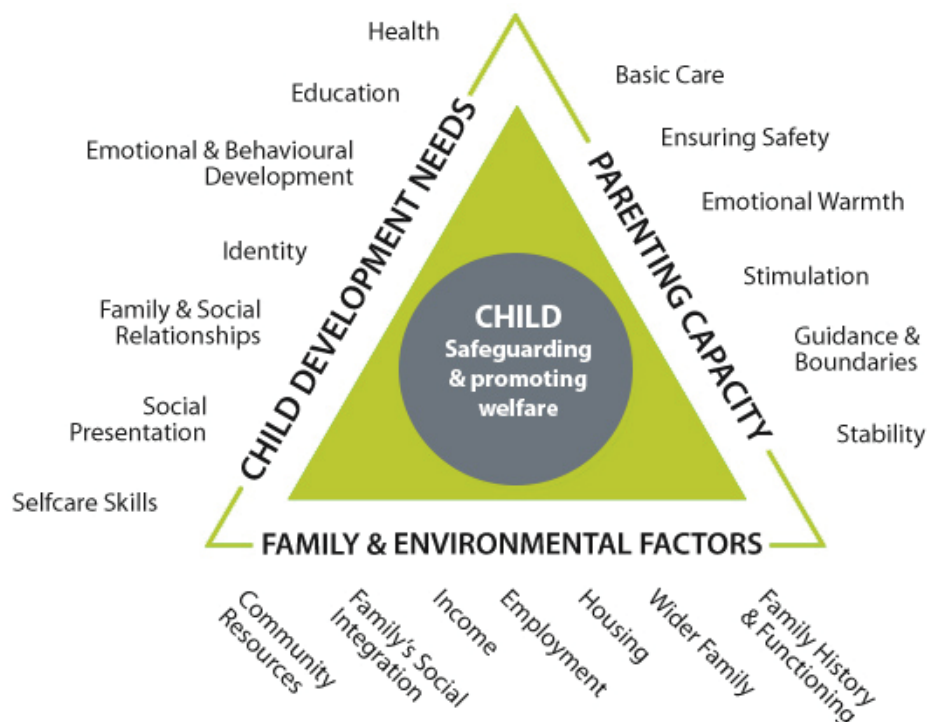 Health
Education
Emotional & Behavioural
Development
Identity
Family & Social
Relationships
Social
Presentation
Selfcare Skills
CHILD DEVELOPMENT NEEDS
Basic Care
Ensuring Safety
Emotional Warmth
Stimulation
Guidance &
Boundaries
Stability
PARENTING CAPACITY
CHILD
Safeguarding
& promoting
welfare
FAMILY & ENVIRONMENTAL FACTORS
Community
Resources
Family's Social
Integration
Income
Employment
Housing
Wider Family
Family History
& Functioning